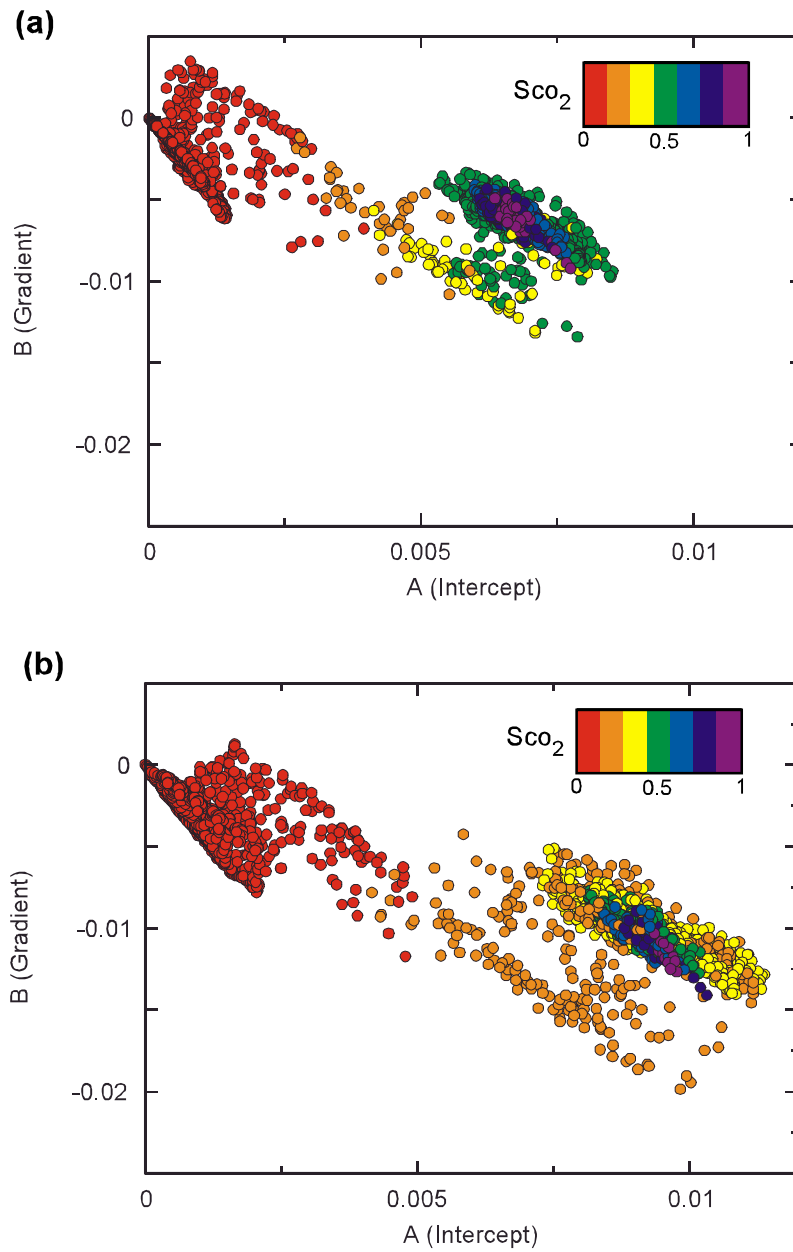 (a)
Sco2
0 0.5 1
0
-0.01
-0.02
B (Gradient)
0 0.005 0.01
A (Intercept)
(b)
Sco2
0 0.5 1
0
-0.01
-0.02
B (Gradient)
0 0.005 0.01
A (Intercept)